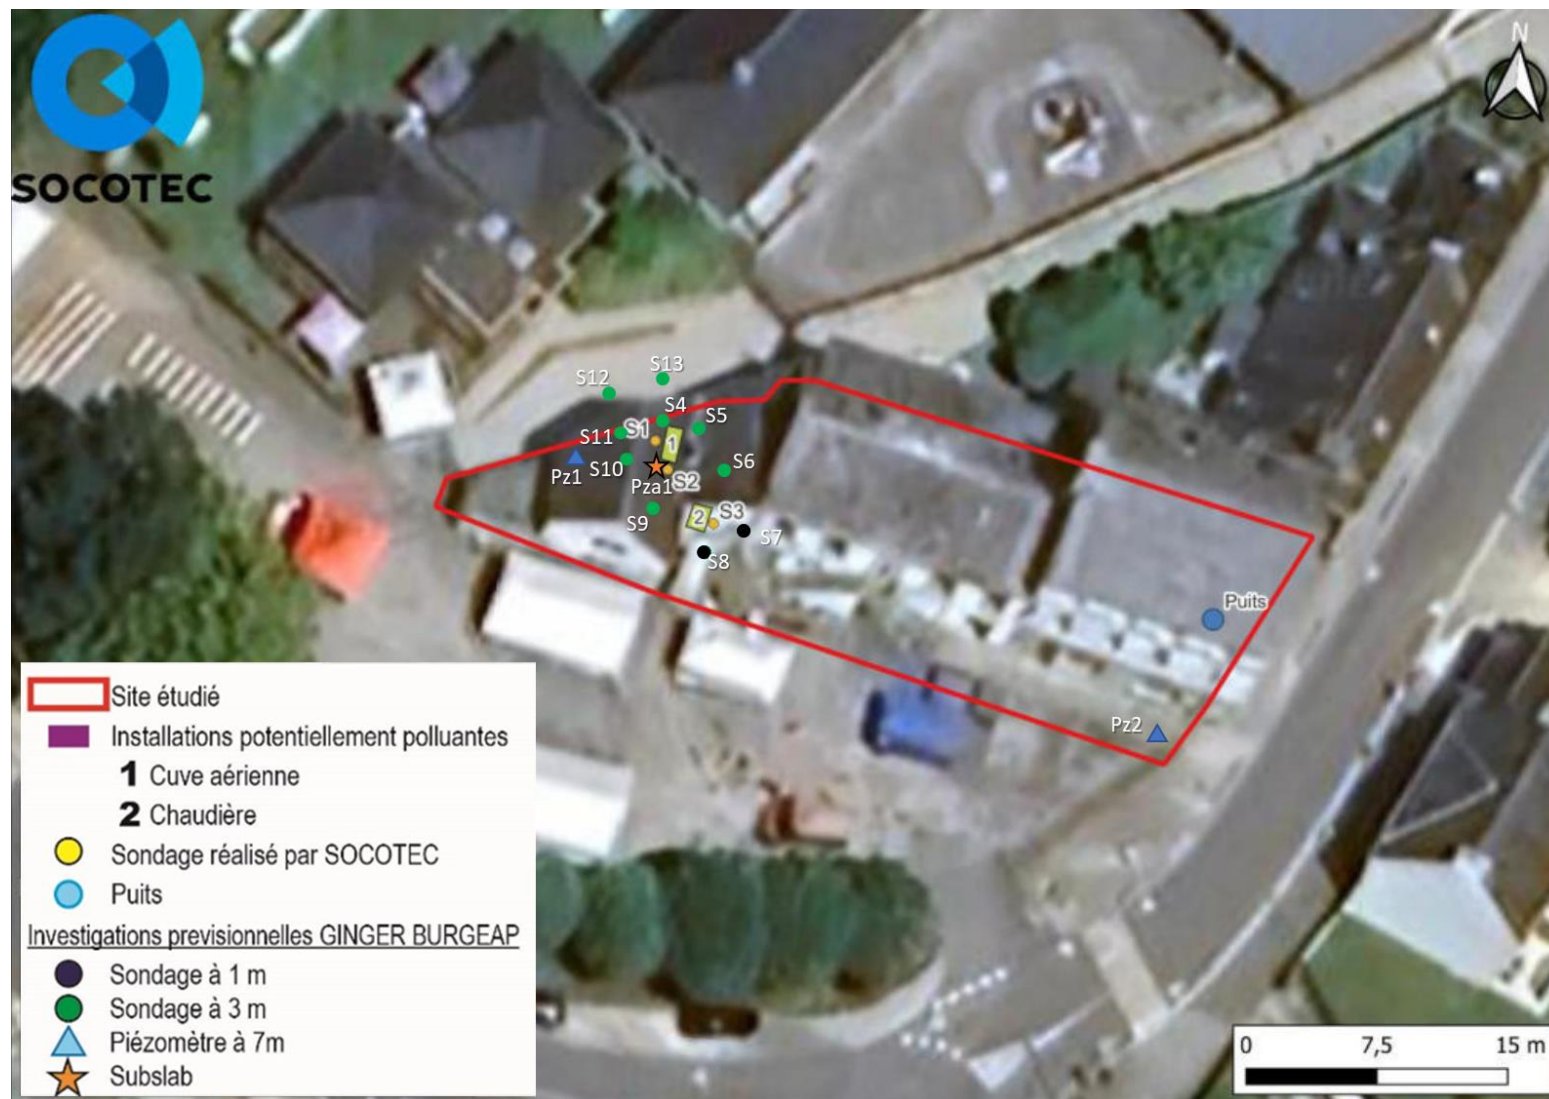 SOCOTEC
N
S13
S12
S4
S5
S11
S1
1
Pz1
S10
S6
Pza1
S2
S9
2
S3
S7
S8
Puits
Pz2
Site étudié
Installations potentiellement polluantes
1 Cuve aérienne
2 Chaudière
Sondage réalisé par SOCOTEC
Puits
Investigations previsionnelles GINGER BURGEAP
Sondage à 1 m
Sondage à 3 m
Piézomètre à 7m
Subslab
0 7,5 15 m